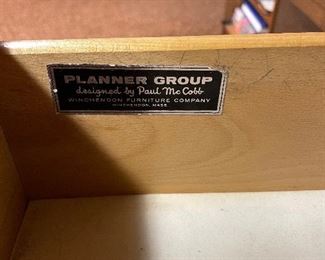 PLANNER GROUP
designed by Paul McCobb
WINCHENDON FURNITURE COMPANY
WINCHENDON, MASS.